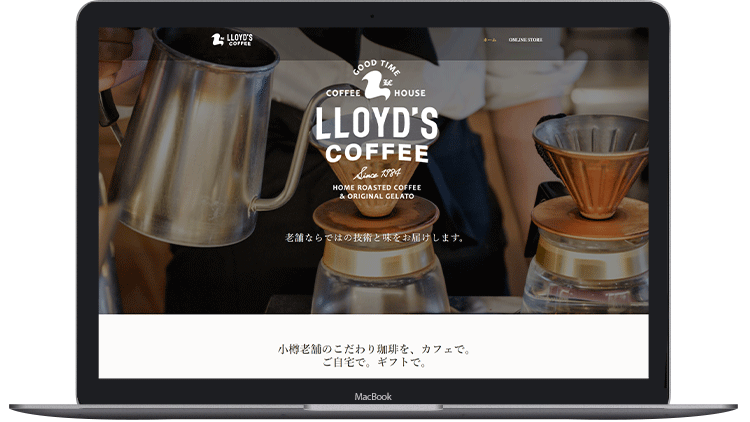 LLOYD'S
COFFEE
ホーム ONLINE STORE
GOOD TIME
COFFEE HOUSE
LLOYD'S
COFFEE
Since 1984
HOME ROASTED COFFEE
& ORIGINAL GELATO
老舗ならではの技術と味をお届けします。
小樽老舗のこだわり珈琲を、カフェで。
ご自宅で。ギフトで。
MacBook